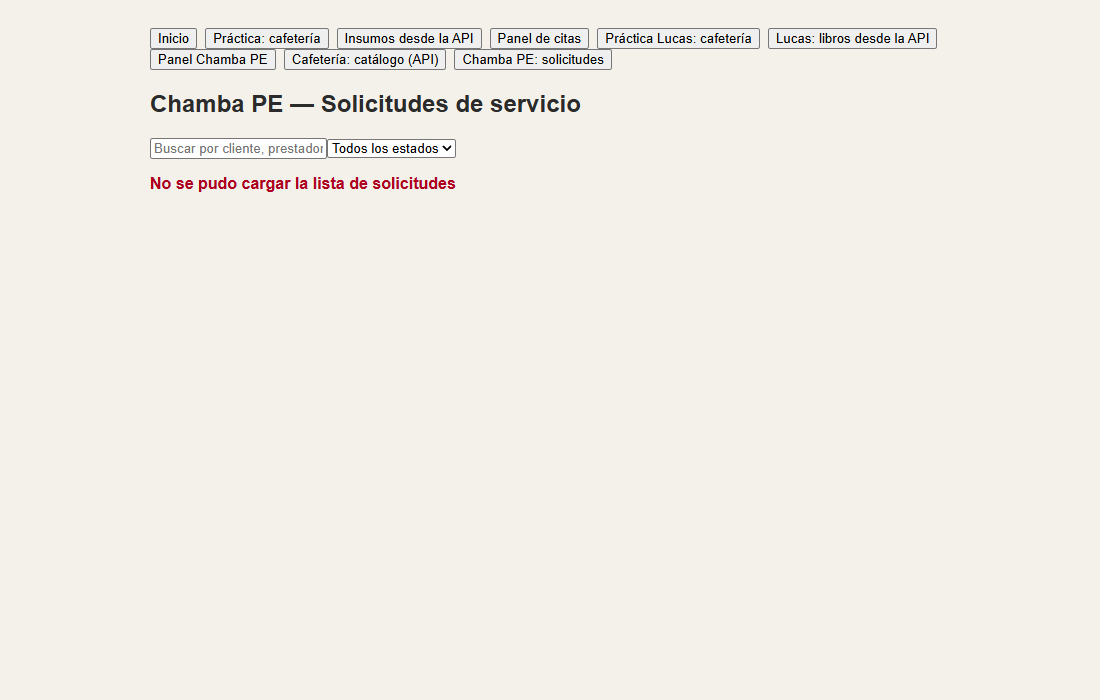 Inicio Práctica: cafetería Insumos desde la API Panel de citas Práctica Lucas: cafetería Lucas: libros desde la API
Panel Chamba PE Cafetería: catálogo (API) Chamba PE: solicitudes
Chamba PE — Solicitudes de servicio
Buscar por cliente, prestador Todos los estados
No se pudo cargar la lista de solicitudes